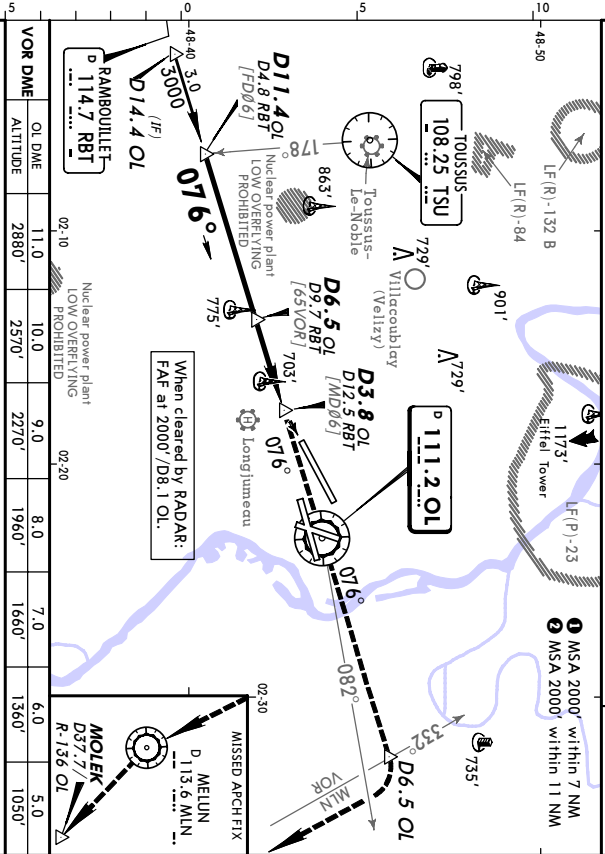 5
0
5
10
48-40
48-50
LF(R)-132 B
LF(R)-84
798'
TOUSSUS
108.25 TSU
Toussus-
Le-Noble
178°
901'
729'
Villacoublay
(Velizy)
729'
863'
Nuclear power plant
LOW OVERFLYING
PROHIBITED
1173'
Eiffel Tower
LF(P)-23
❶ MSA 2000' within 7 NM
❷ MSA 2000' within 11 NM
RAMBOUILLET
D 114.7 RBT
(IF)
D14.4 OL
3.0
3000
D11.4 OL
D4.8 RBT
[FD06]
076°
D6.5 OL
D9.7 RBT
[65VOR]
775'
703'
D3.8 OL
D12.5 RBT
[MD06]
076°
D 111.2 OL
H Longjumeau
When cleared by RADAR:
FAF at 2000'/D8.1 OL.
076°
082°
332°
D6.5 OL
735'
MLN
VOR
02-10
02-20
02-30
Nuclear power plant
LOW OVERFLYING
PROHIBITED
MISSED APCH FIX
MELUN
D 113.6 MLN
MOLEK
D37.7/
R-136 OL
VOR DME
OL DME 11.0 10.0 9.0 8.0 7.0 6.0 5.0
ALTITUDE 2880' 2570' 2270' 1960' 1660' 1360' 1050'